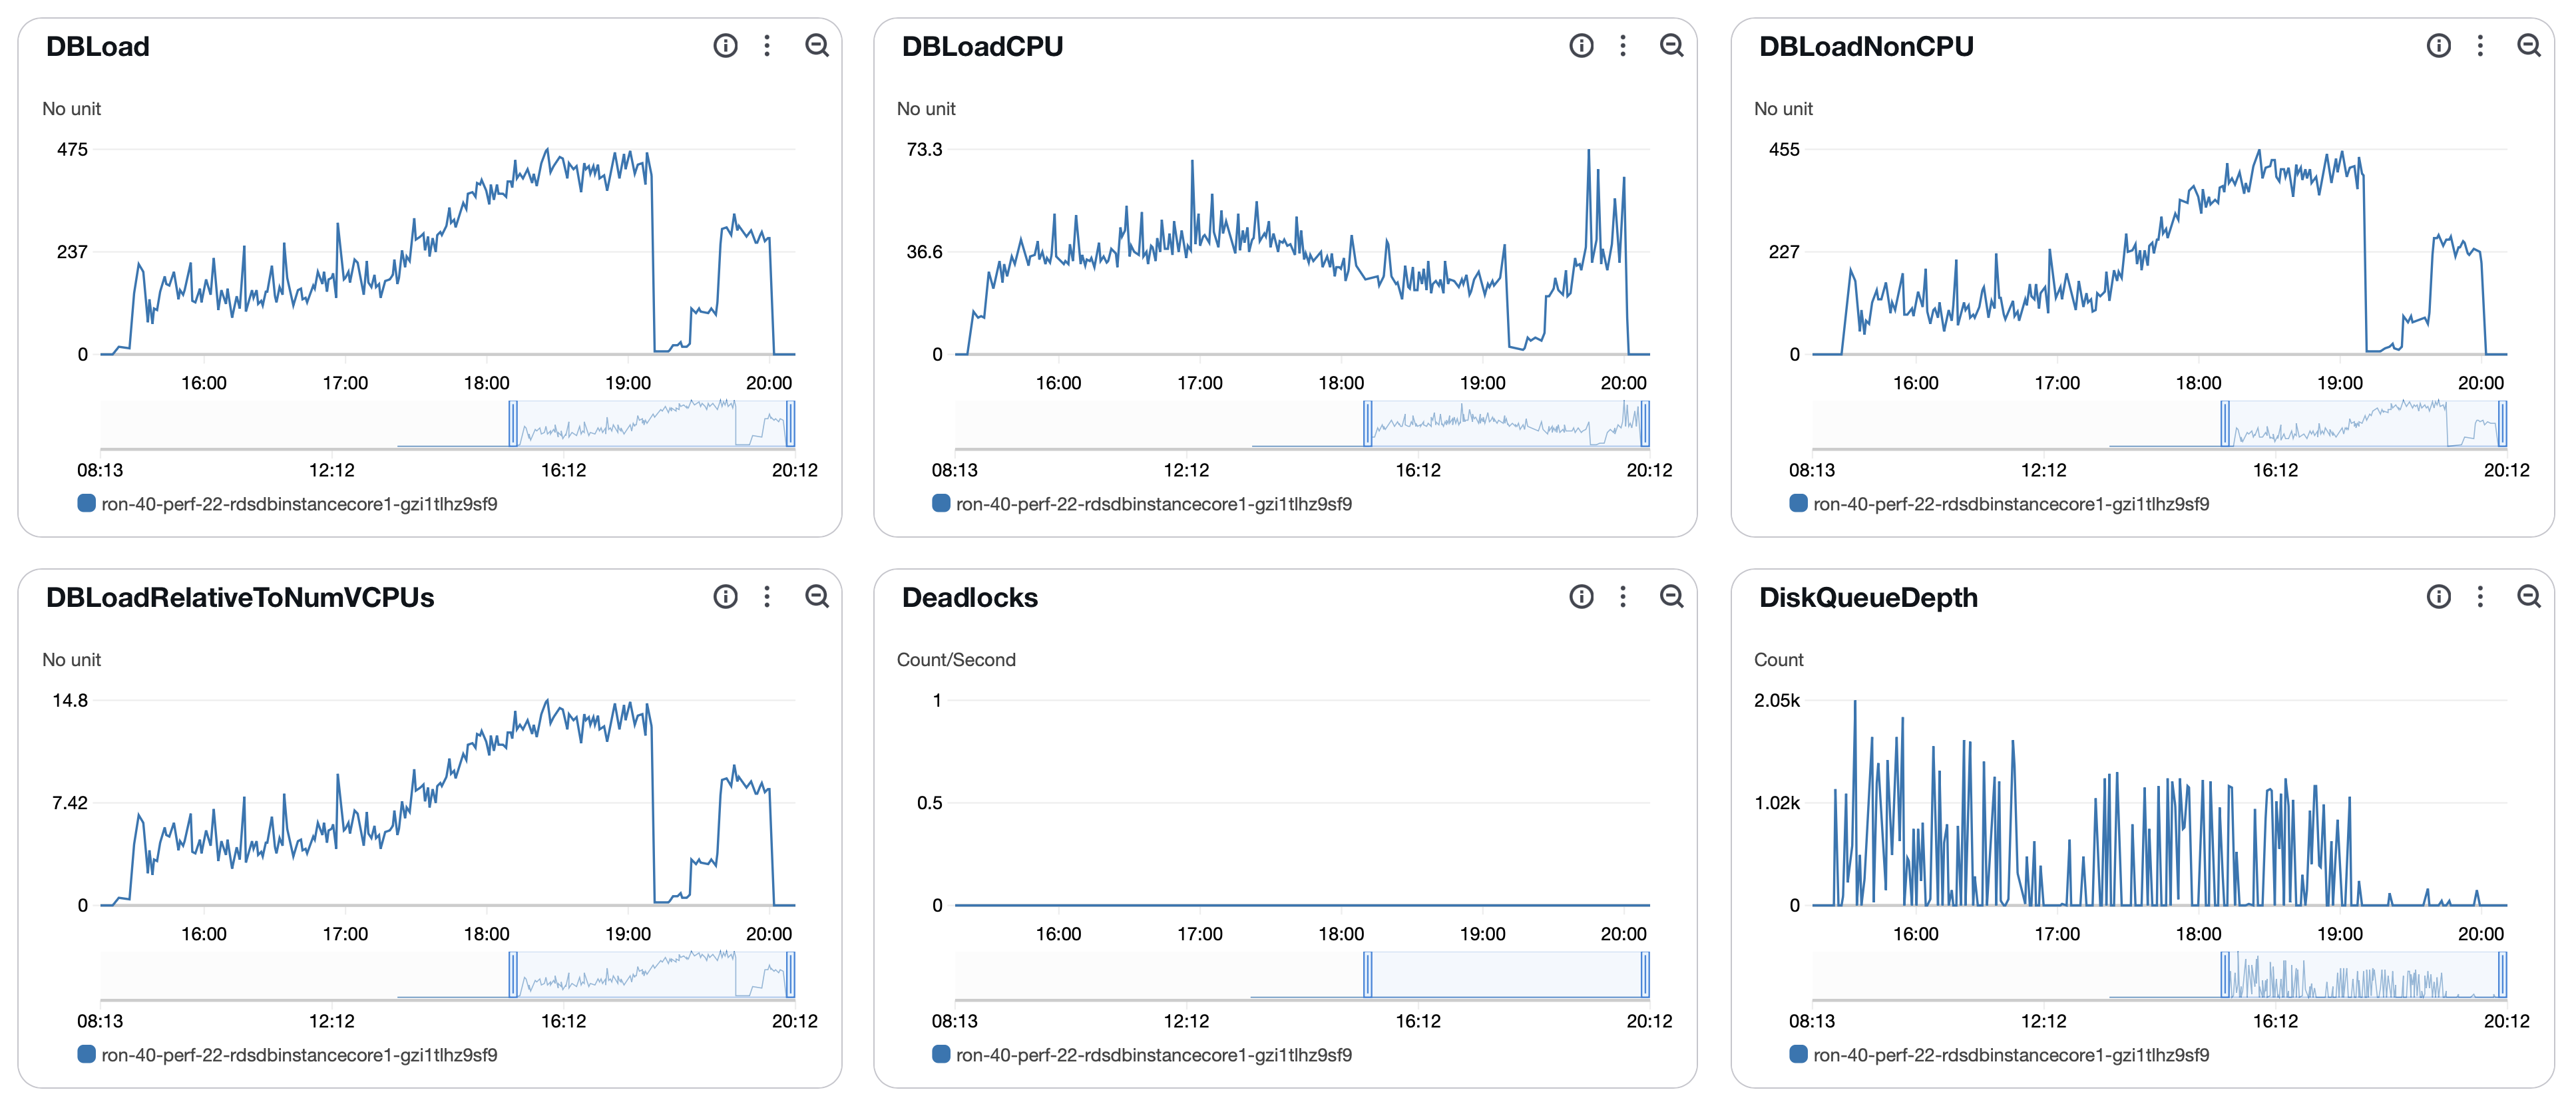 DBLoad
No unit
475
237
0
16:00 17:00 18:00 19:00 20:00
08:13 12:12 16:12 20:12
ron-40-perf-22-rdsdbinstancecore1-gzi1tlhz9sf9
DBLoadCPU
No unit
73.3
36.6
0
16:00 17:00 18:00 19:00 20:00
08:13 12:12 16:12 20:12
ron-40-perf-22-rdsdbinstancecore1-gzi1tlhz9sf9
DBLoadNonCPU
No unit
455
227
0
16:00 17:00 18:00 19:00 20:00
08:13 12:12 16:12 20:12
ron-40-perf-22-rdsdbinstancecore1-gzi1tlhz9sf9
DBLoadRelativeToNumVCPUs
No unit
14.8
7.42
0
16:00 17:00 18:00 19:00 20:00
08:13 12:12 16:12 20:12
ron-40-perf-22-rdsdbinstancecore1-gzi1tlhz9sf9
Deadlocks
Count/Second
1
0.5
0
16:00 17:00 18:00 19:00 20:00
08:13 12:12 16:12 20:12
ron-40-perf-22-rdsdbinstancecore1-gzi1tlhz9sf9
DiskQueueDepth
Count
2.05k
1.02k
0
16:00 17:00 18:00 19:00 20:00
08:13 12:12 16:12 20:12
ron-40-perf-22-rdsdbinstancecore1-gzi1tlhz9sf9